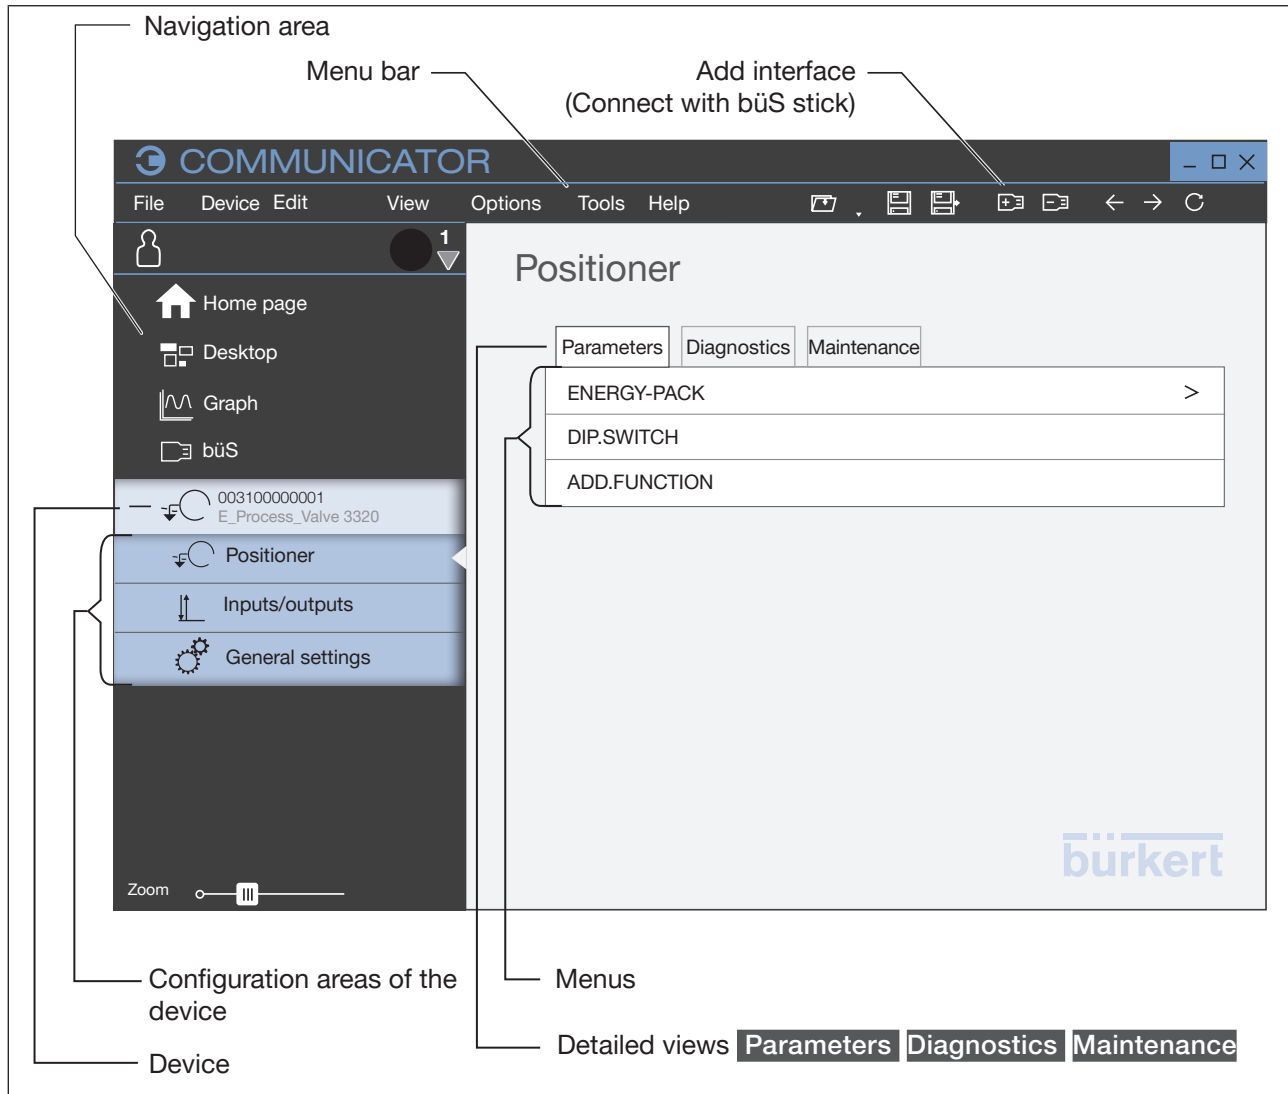 Navigation area
Menu bar
Add interface
(Connect with büS stick)
COMMUNICATOR
File Device Edit View Options Tools Help
1
Positioner
Home page
Desktop
Graph
büS
Parameters Diagnostics Maintenance
ENERGY-PACK >
DIP.SWITCH
ADD.FUNCTION
003100000001
E_Process_Valve 3320
Positioner
Inputs/outputs
General settings
bürkert
Zoom
Configuration areas of the
device
Device
Menus
Detailed views Parameters Diagnostics Maintenance